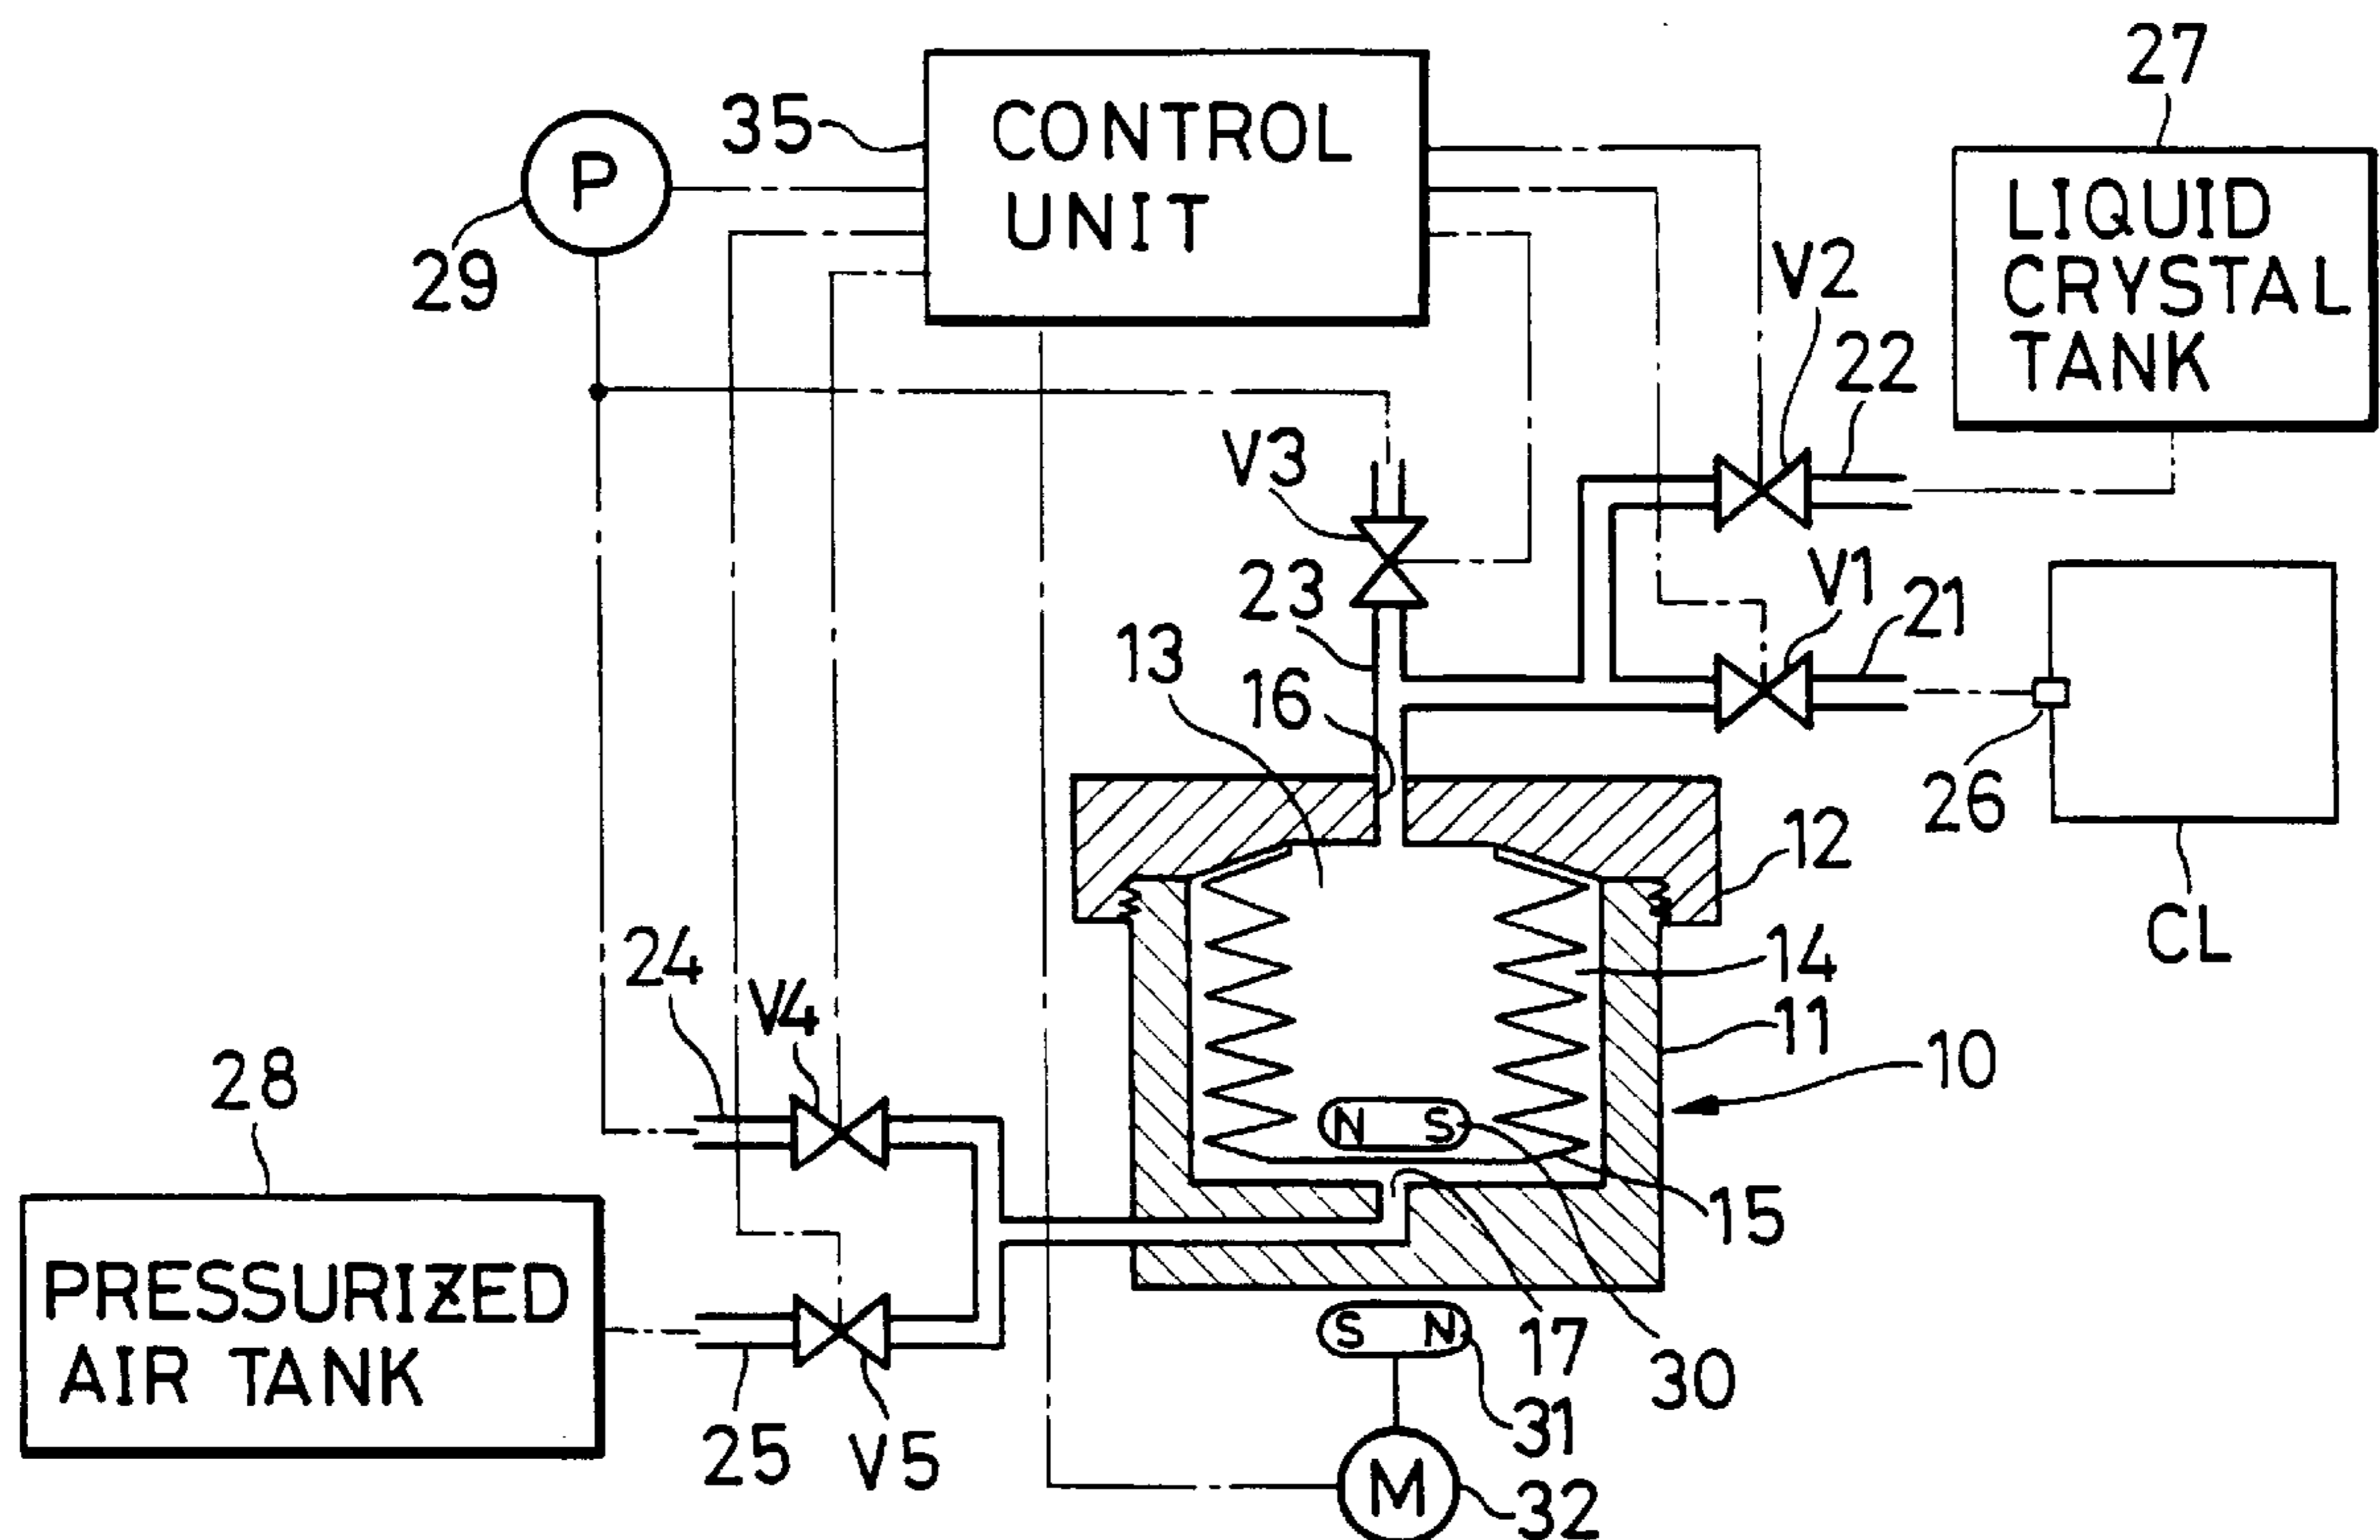 27
35
CONTROL
UNIT
P
29
LIQUID
CRYSTAL
TANK
V2
22
V3
V1
21
23
13
16
26
12
CL
14
24
V4
11
10
28
N S
15
PRESSURIZED
AIR TANK
S N
17
30
25
V5
31
M
32